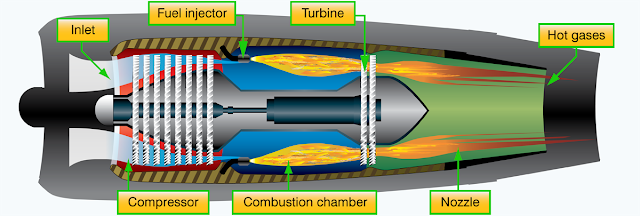 Fuel injector
Turbine
Inlet
Hot gases
Compressor
Combustion chamber
Nozzle